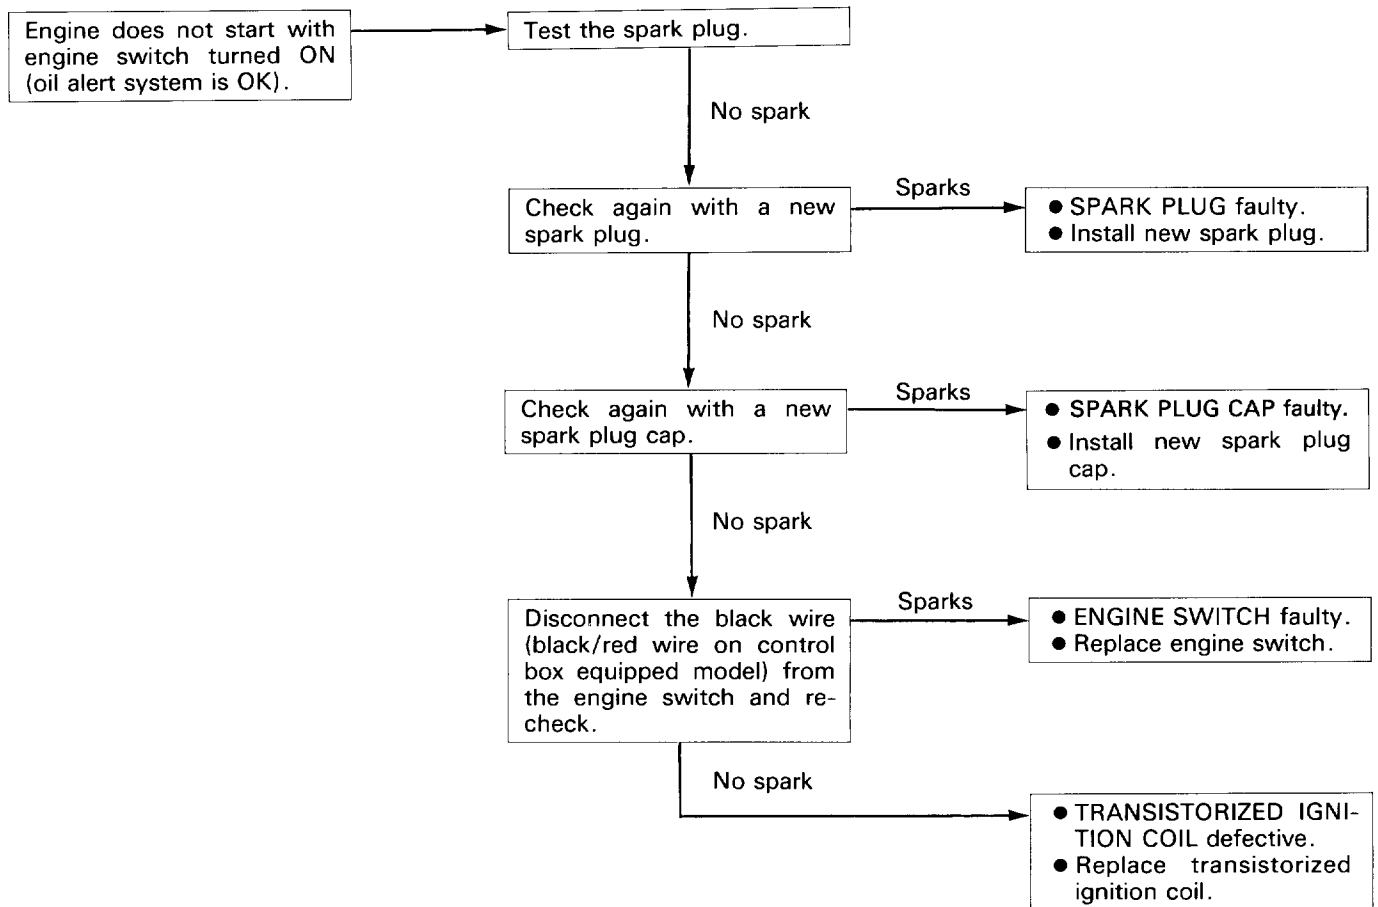 Engine does not start with
engine switch turned ON
(oil alert system is OK).
Test the spark plug.
No spark
Check again with a new
spark plug.
Sparks
● SPARK PLUG faulty.
● Install new spark plug.
No spark
Check again with a new
spark plug cap.
Sparks
● SPARK PLUG CAP faulty.
● Install new spark plug
cap.
No spark
Disconnect the black wire
(black/red wire on control
box equipped model) from
the engine switch and re-
check.
Sparks
● ENGINE SWITCH faulty.
● Replace engine switch.
No spark
● TRANSISTORIZED IGNI-
TION COIL defective.
● Replace transistorized
ignition coil.